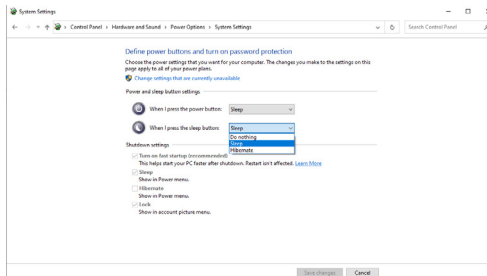 System Settings
Control Panel > Hardware and Sound > Power Options > System Settings
Search Control Panel
Define power buttons and turn on password protection
Choose the power settings that you want for your computer. The changes you make to the settings on this
page apply to all of your power plans.
Change settings that are currently unavailable
Power and sleep button settings
When I press the power button: Sleep
When I press the sleep button: Sleep
Do nothing
Sleep
Hibernate
Shutdown settings
Turn on fast startup (recommended)
This helps start your PC faster after shutdown. Restart isn't affected. Learn More
Sleep
Show in Power menu.
Hibernate
Show in Power menu.
Lock
Show in account picture menu.
Save changes Cancel